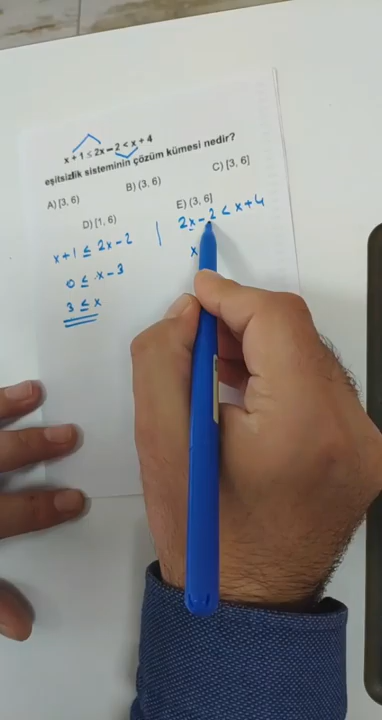 x + 1 ≤ 2x − 2 < x + 4
eşitsizlik sisteminin çözüm kümesi nedir?
A) [3, 6) B) (3, 6) C) [3, 6]
D) [1, 6) E) (3, 6]
x+1 ≤ 2x−2 | 2x−2 < x+4
0 ≤ x−3 x
3 ≤ x